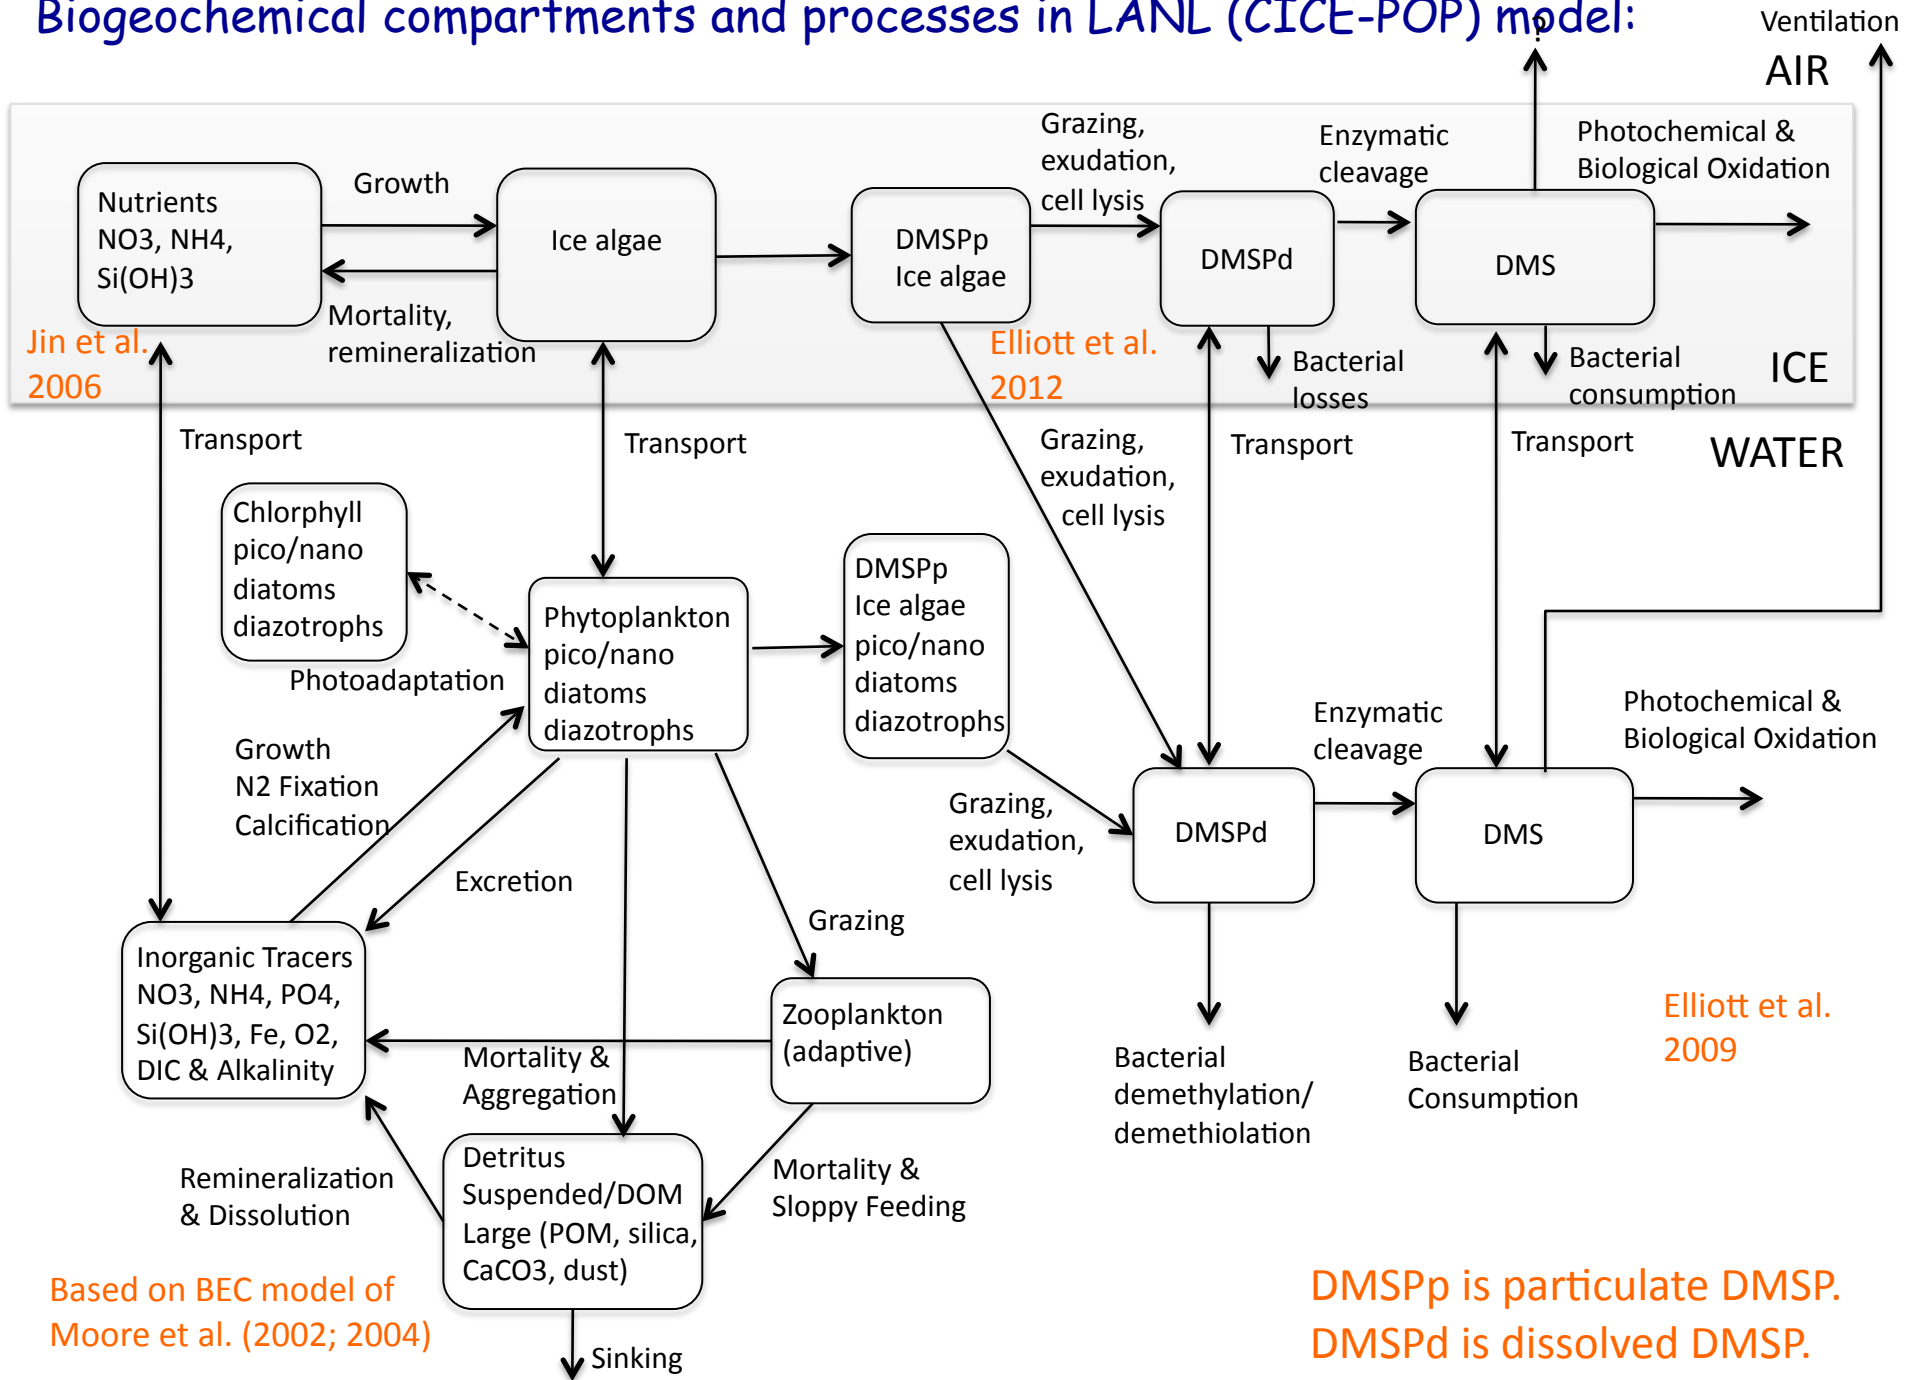 Biogeochemical compartments and processes in LANL (CICE-POP) model:
?
Ventilation
AIR
Nutrients
NO3, NH4,
Si(OH)3
Growth
Mortality,
remineralization
Ice algae
DMSPp
Ice algae
Grazing,
exudation,
cell lysis
DMSPd
Enzymatic
cleavage
DMS
Photochemical &
Biological Oxidation
Jin et al.
2006
Elliott et al.
2012
Bacterial
losses
Bacterial
consumption
ICE
Transport
Transport
Grazing,
exudation,
cell lysis
Transport
Transport
WATER
Chlorphyll
pico/nano
diatoms
diazotrophs
Photoadaptation
Phytoplankton
pico/nano
diatoms
diazotrophs
DMSPp
Ice algae
pico/nano
diatoms
diazotrophs
Growth
N2 Fixation
Calcification
Excretion
Grazing
Grazing,
exudation,
cell lysis
DMSPd
Enzymatic
cleavage
DMS
Photochemical &
Biological Oxidation
Inorganic Tracers
NO3, NH4, PO4,
Si(OH)3, Fe, O2,
DIC & Alkalinity
Mortality &
Aggregation
Zooplankton
(adaptive)
Bacterial
demethylation/
demethiolation
Bacterial
Consumption
Elliott et al.
2009
Remineralization
& Dissolution
Detritus
Suspended/DOM
Large (POM, silica,
CaCO3, dust)
Mortality &
Sloppy Feeding
Based on BEC model of
Moore et al. (2002; 2004)
Sinking
DMSPp is particulate DMSP.
DMSPd is dissolved DMSP.